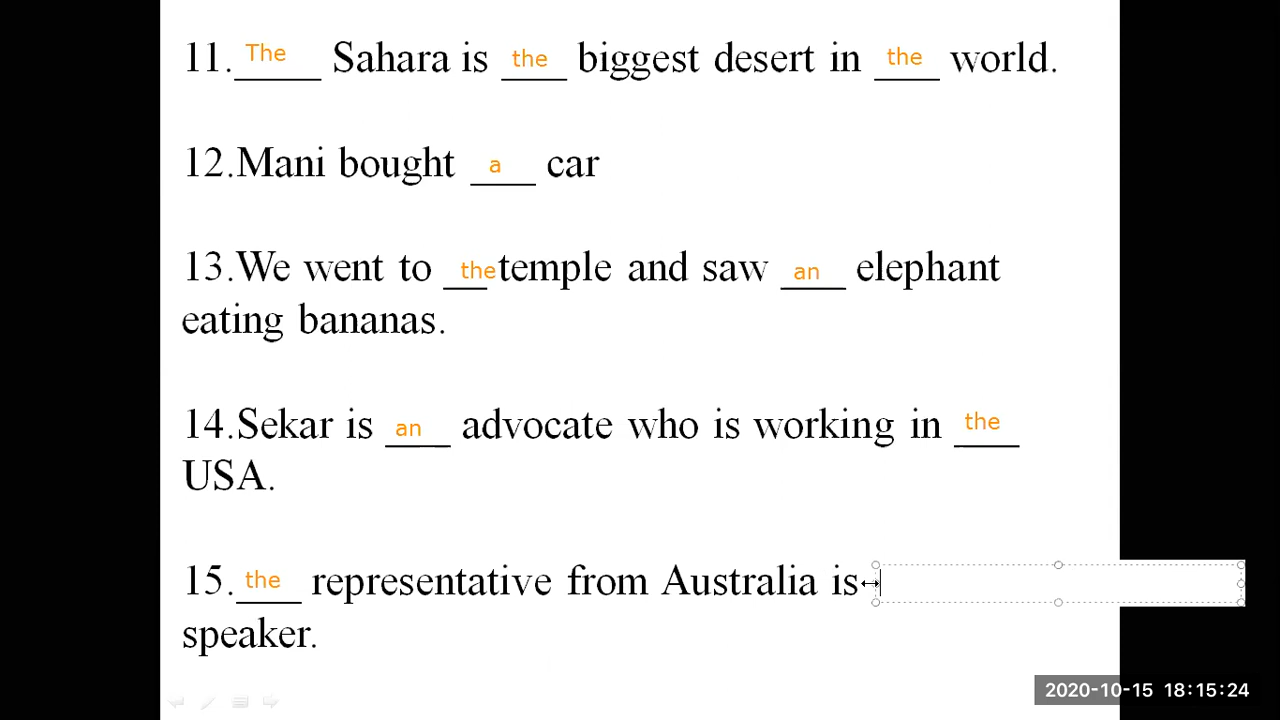 11. The Sahara is the biggest desert in the world.
12.Mani bought a car
13.We went to the temple and saw an elephant
eating bananas.
14.Sekar is an advocate who is working in the
USA.
15. the representative from Australia is
speaker.
2020-10-15 18:15:24